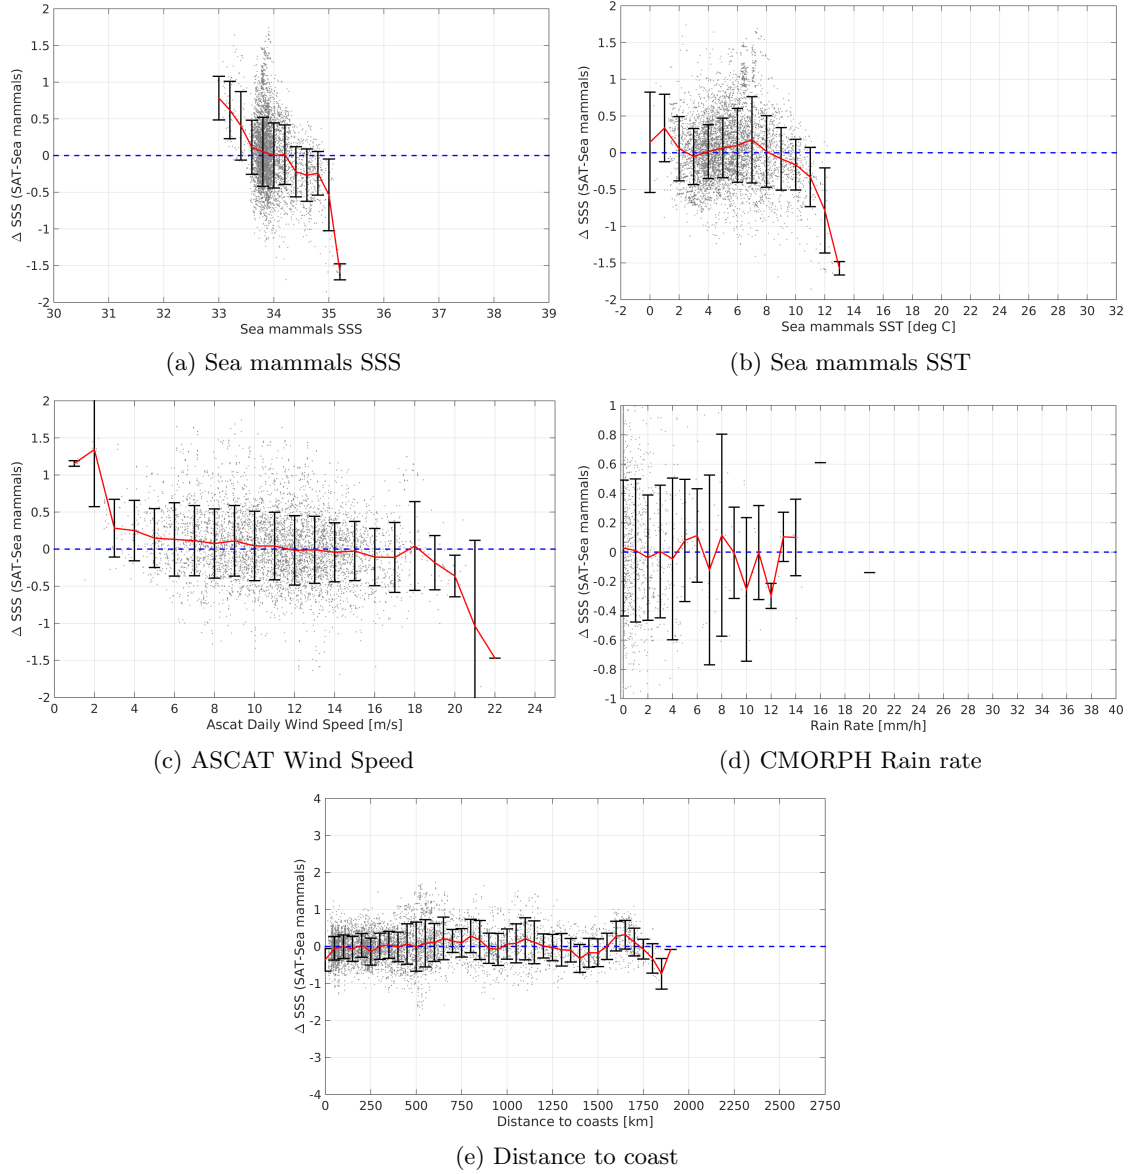 2
1.5
1
0.5
0
-0.5
-1
-1.5
-2
30 31 32 33 34 35 36 37 38 39
Δ SSS (SAT-Sea mammals)
Sea mammals SSS
(a) Sea mammals SSS
2
1.5
1
0.5
0
-0.5
-1
-1.5
-2
-2 0 2 4 6 8 10 12 14 16 18 20 22 24 26 28 30 32
Δ SSS (SAT-Sea mammals)
Sea mammals SST [deg C]
(b) Sea mammals SST
2
1.5
1
0.5
0
-0.5
-1
-1.5
-2
0 2 4 6 8 10 12 14 16 18 20 22 24
Δ SSS (SAT-Sea mammals)
Ascat Daily Wind Speed [m/s]
(c) ASCAT Wind Speed
1
0.8
0.6
0.4
0.2
0
-0.2
-0.4
-0.6
-0.8
-1
0 2 4 6 8 10 12 14 16 18 20 22 24 26 28 30 32 34 36 38 40
Δ SSS (SAT-Sea mammals)
Rain Rate [mm/h]
(d) CMORPH Rain rate
4
3
2
1
0
-1
-2
-3
-4
0 250 500 750 1000 1250 1500 1750 2000 2250 2500 2750
Δ SSS (SAT-Sea mammals)
Distance to coasts [km]
(e) Distance to coast